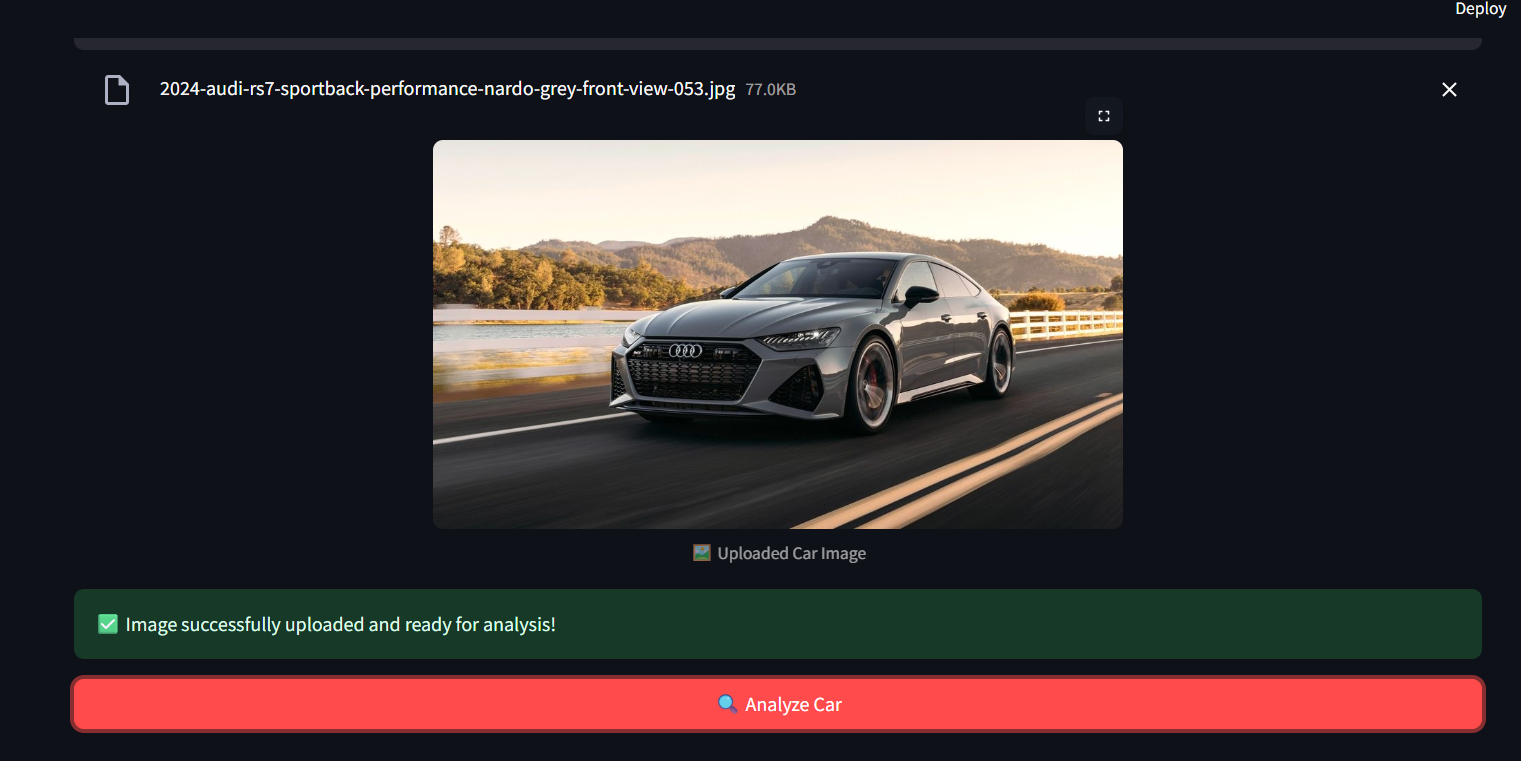 Deploy
2024-audi-rs7-sportback-performance-nardo-grey-front-view-053.jpg 77.0KB
🖼️ Uploaded Car Image
✅ Image successfully uploaded and ready for analysis!
🔍 Analyze Car